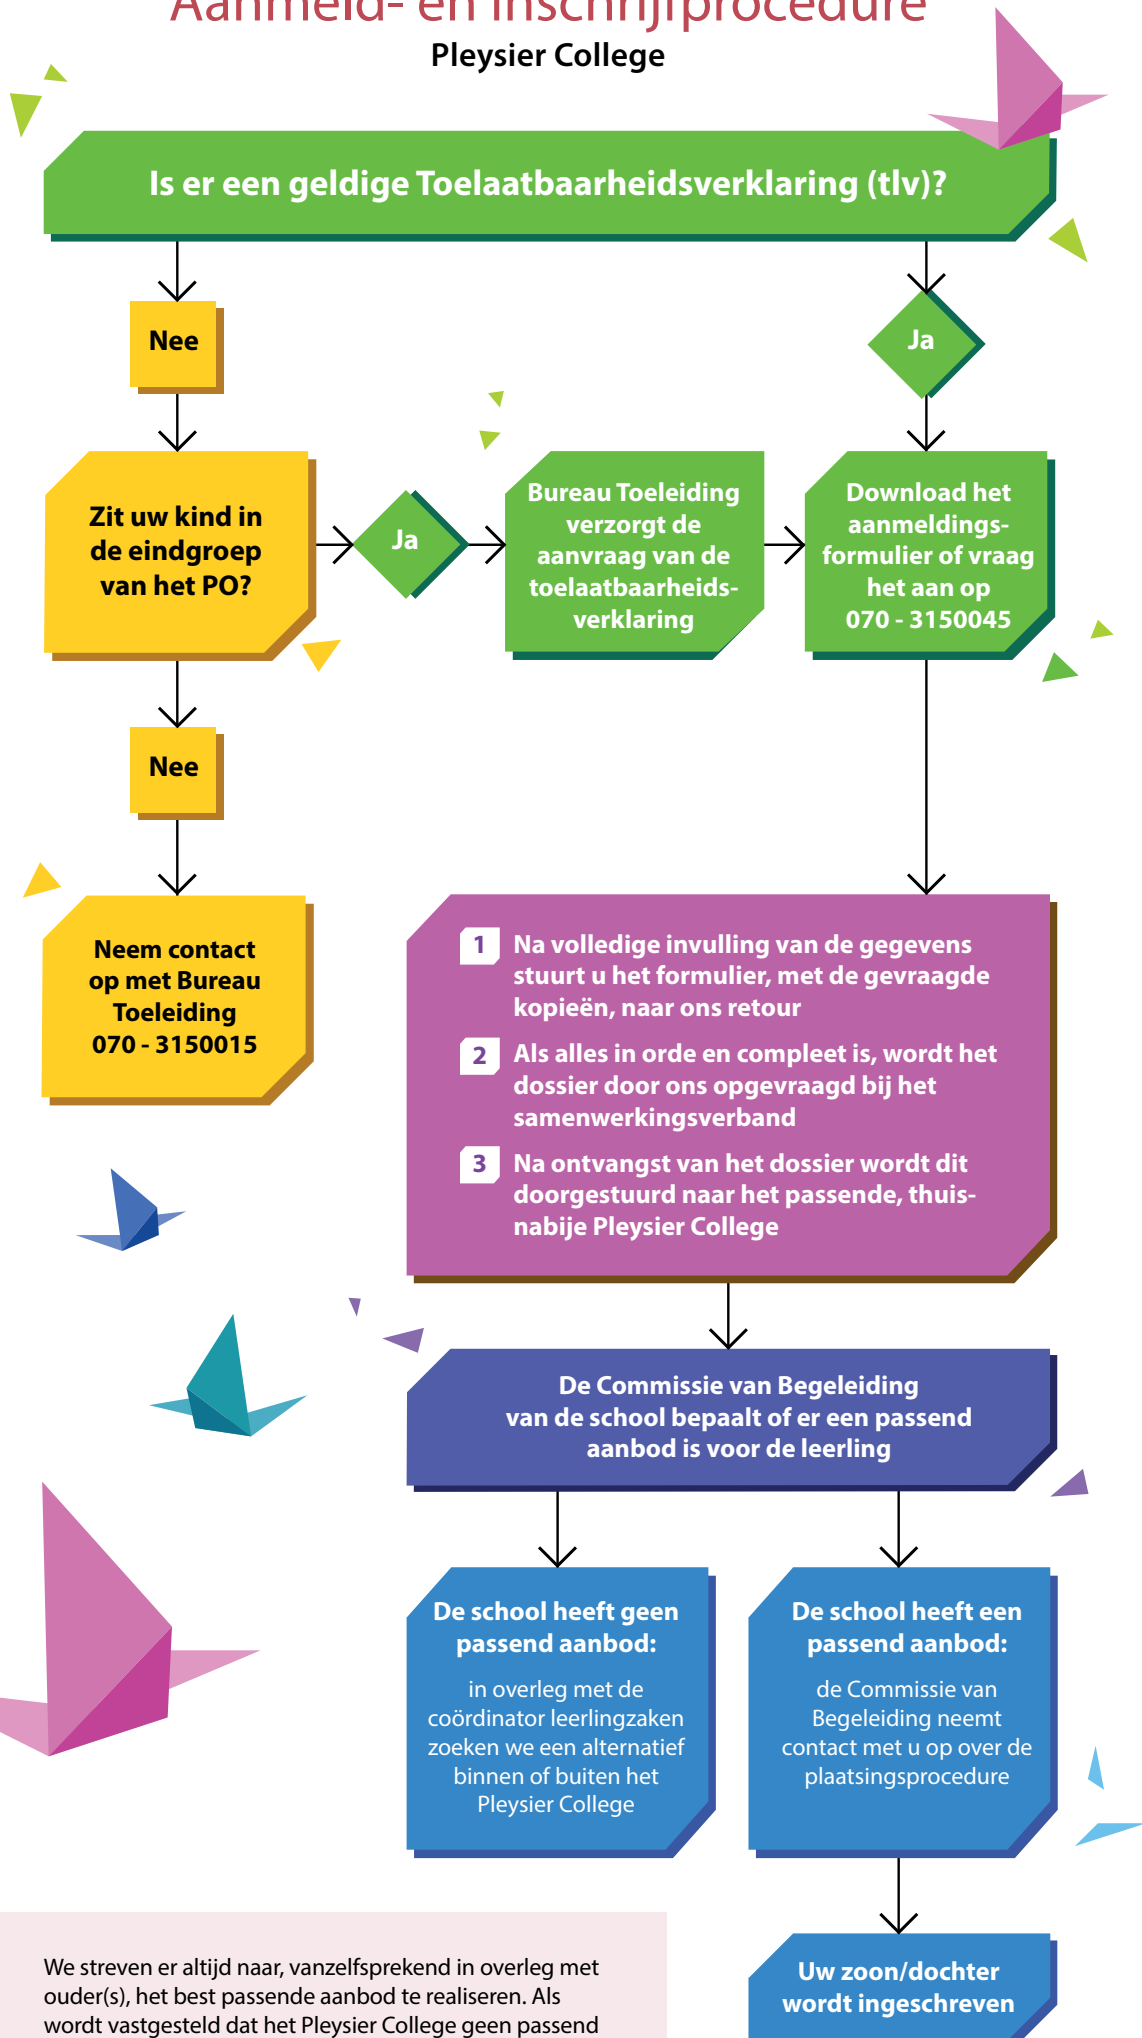 Aanmeld- en inschrijfprocedure
Pleysier College
Is er een geldige Toelaatbaarheidsverklaring (tlv)?
Nee
Ja
Zit uw kind in
de eindgroep
van het PO?
Ja
Bureau Toeleiding
verzorgt de
aanvraag van de
toelaatbaarheids-
verklaring
Download het
aanmeldings-
formulier of vraag
het aan op
070 - 3150045
Nee
Neem contact
op met Bureau
Toeleiding
070 - 3150015
1 Na volledige invulling van de gegevens
stuurt u het formulier, met de gevraagde
kopieën, naar ons retour
2 Als alles in orde en compleet is, wordt het
dossier door ons opgevraagd bij het
samenwerkingsverband
3 Na ontvangst van het dossier wordt dit
doorgestuurd naar het passende, thuis-
nabije Pleysier College
De Commissie van Begeleiding
van de school bepaalt of er een passend
aanbod is voor de leerling
De school heeft geen
passend aanbod:
in overleg met de
coördinator leerlingzaken
zoeken we een alternatief
binnen of buiten het
Pleysier College
De school heeft een
passend aanbod:
de Commissie van
Begeleiding neemt
contact met u op over de
plaatsingsprocedure
Uw zoon/dochter
wordt ingeschreven
We streven er altijd naar, vanzelfsprekend in overleg met
ouder(s), het best passende aanbod te realiseren. Als
wordt vastgesteld dat het Pleysier College geen passend